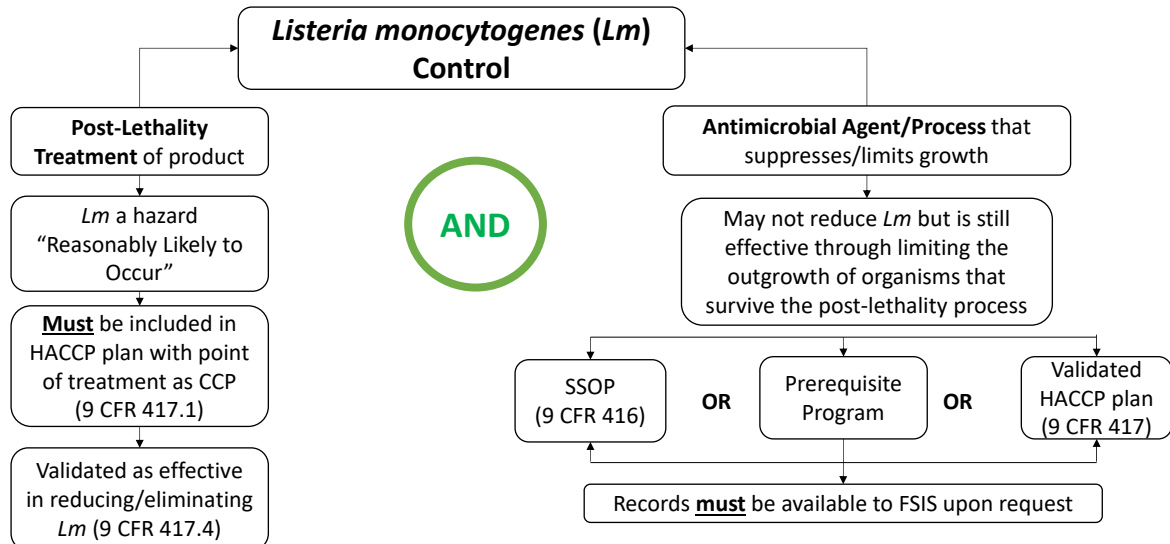 Listeria monocytogenes (Lm)
Control
Post-Lethality
Treatment of product
Lm a hazard
“Reasonably Likely to
Occur”
Must be included in
HACCP plan with point
of treatment as CCP
(9 CFR 417.1)
Validated as effective
in reducing/eliminating
Lm (9 CFR 417.4)
AND
Antimicrobial Agent/Process that
suppresses/limits growth
May not reduce Lm but is still
effective through limiting the
outgrowth of organisms that
survive the post-lethality process
SSOP
(9 CFR 416)
OR
Prerequisite
Program
OR
Validated
HACCP plan
(9 CFR 417)
Records must be available to FSIS upon request